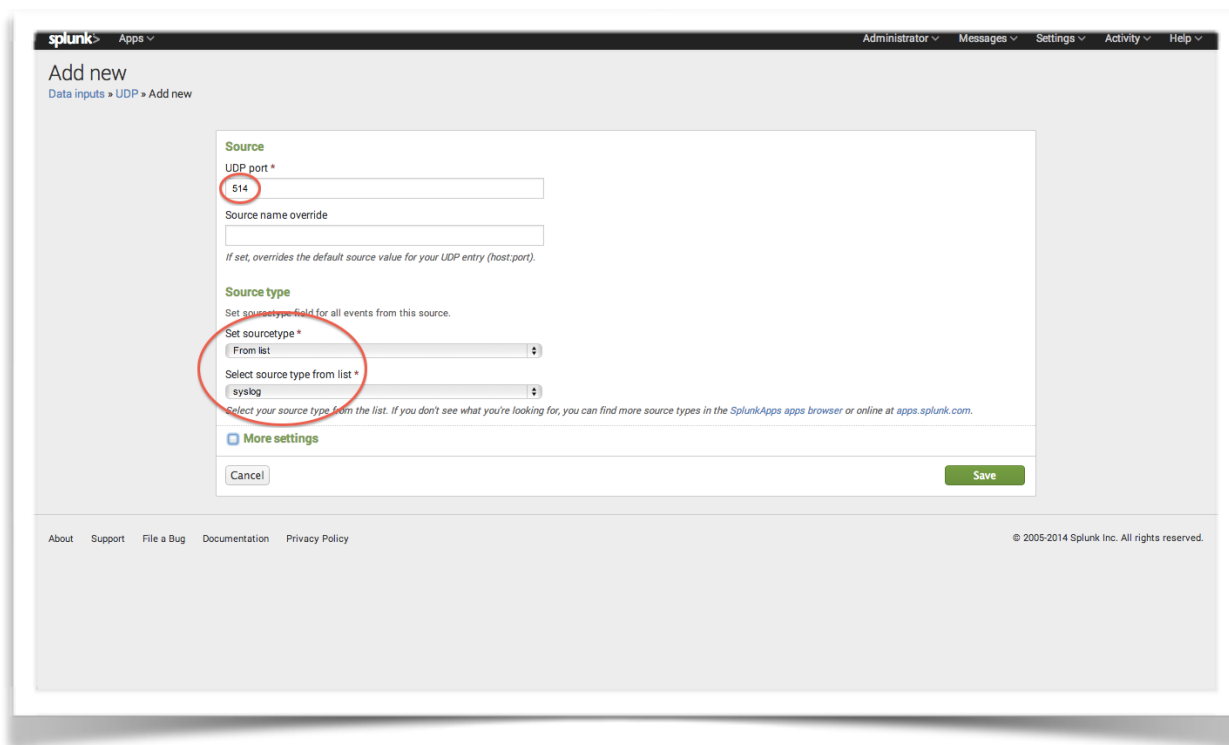 splunk> Apps Administrator Messages Settings Activity Help
Add new
Data inputs » UDP » Add new
Source
UDP port *
514
Source name override
If set, overrides the default source value for your UDP entry (host:port).
Source type
Set sourcetype field for all events from this source.
Set sourcetype *
From list
Select source type from list *
syslog
Select your source type from the list. If you don't see what you're looking for, you can find more source types in the SplunkApps apps browser or online at apps.splunk.com.
More settings
Cancel Save
About Support File a Bug Documentation Privacy Policy © 2005-2014 Splunk Inc. All rights reserved.